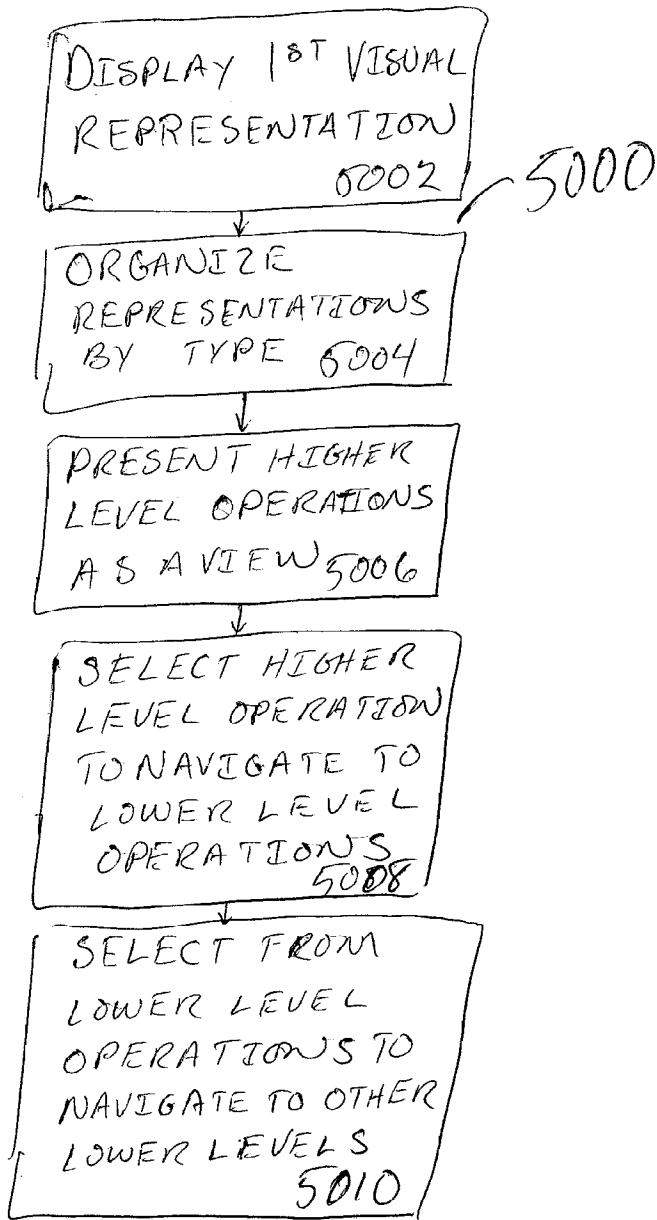 DISPLAY 1ST VISUAL
REPRESENTATION
5002
5000
ORGANIZE
REPRESENTATIONS
BY TYPE 5004
PRESENT HIGHER
LEVEL OPERATIONS
AS A VIEW 5006
SELECT HIGHER
LEVEL OPERATION
TO NAVIGATE TO
LOWER LEVEL
OPERATIONS
5008
SELECT FROM
LOWER LEVEL
OPERATIONS TO
NAVIGATE TO OTHER
LOWER LEVELS
5010